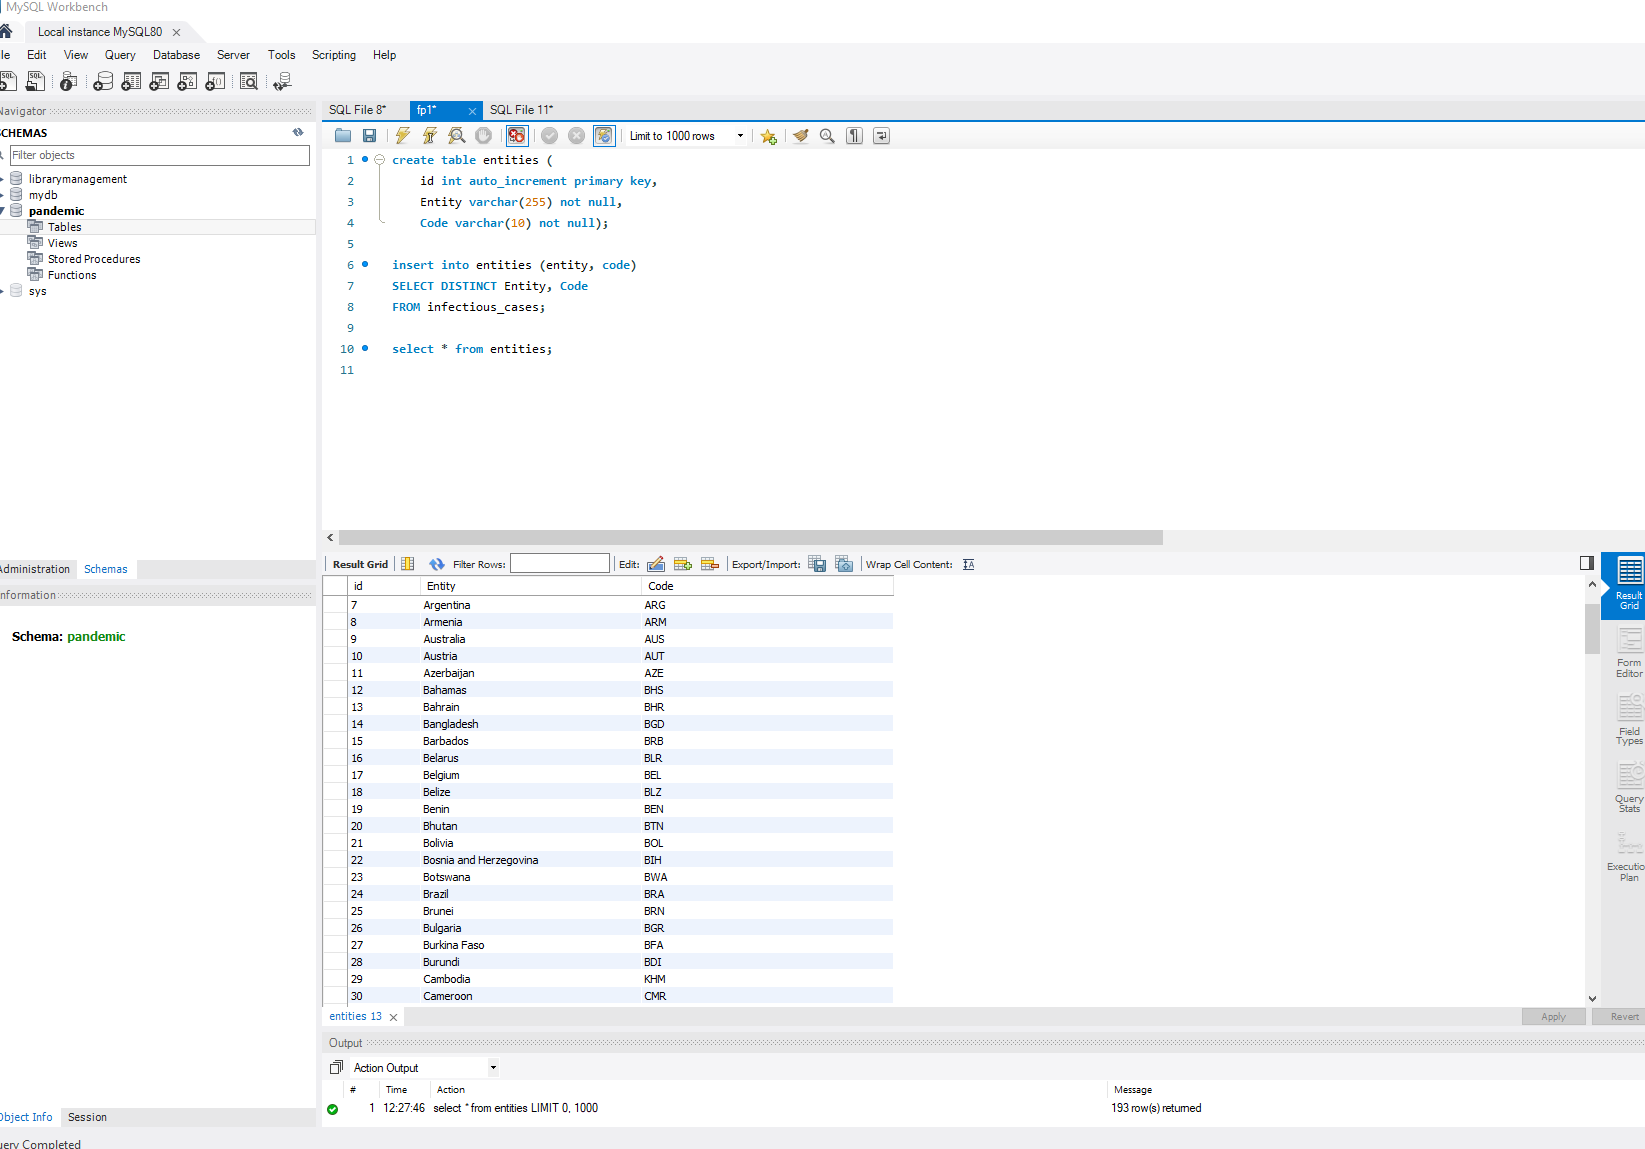 MySQL Workbench
Local instance MySQL80
le Edit View Query Database Server Tools Scripting Help
Navigator
SCHEMAS
Filter objects
librarymanagement
mydb
pandemic
Tables
Views
Stored Procedures
Functions
sys
Administration Schemas
nformation
Schema: pandemic
Object Info Session
uery Completed
SQL File 8* fp1* SQL File 11*
Limit to 1000 rows
1 create table entities (
2 id int auto_increment primary key,
3 Entity varchar(255) not null,
4 Code varchar(10) not null);
5
6 insert into entities (entity, code)
7 SELECT DISTINCT Entity, Code
8 FROM infectious_cases;
9
10 select * from entities;
11
Result Grid Filter Rows: Edit: Export/Import: Wrap Cell Content:
id Entity Code
7 Argentina ARG
8 Armenia ARM
9 Australia AUS
10 Austria AUT
11 Azerbaijan AZE
12 Bahamas BHS
13 Bahrain BHR
14 Bangladesh BGD
15 Barbados BRB
16 Belarus BLR
17 Belgium BEL
18 Belize BLZ
19 Benin BEN
20 Bhutan BTN
21 Bolivia BOL
22 Bosnia and Herzegovina BIH
23 Botswana BWA
24 Brazil BRA
25 Brunei BRN
26 Bulgaria BGR
27 Burkina Faso BFA
28 Burundi BDI
29 Cambodia KHM
30 Cameroon CMR
Result
Grid
Form
Editor
Field
Types
Query
Stats
Executio
Plan
entities 13
Apply Revert
Output
Action Output
# Time Action Message
1 12:27:46 select * from entities LIMIT 0, 1000 193 row(s) returned